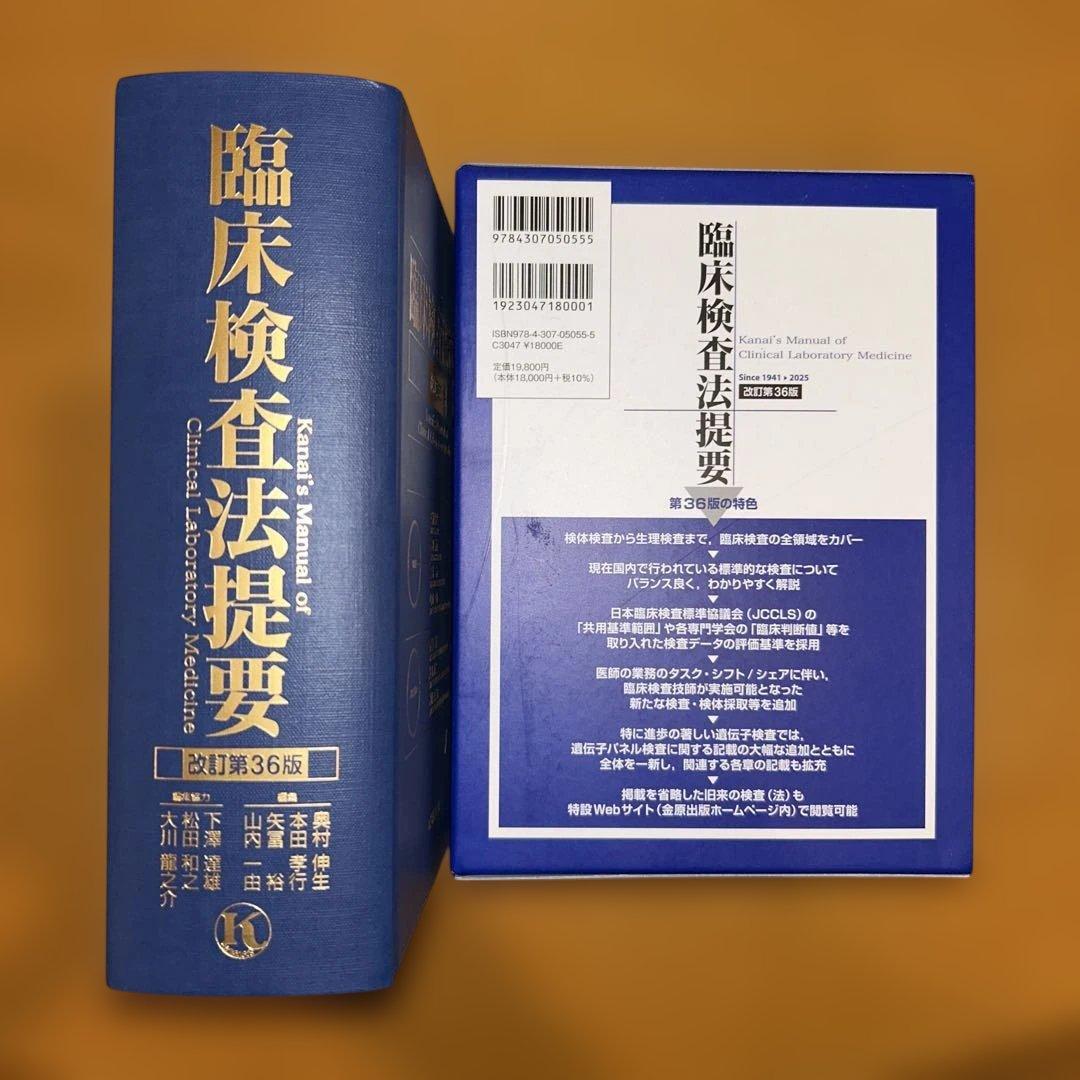 臨床検査法提要
Kanai's Manual of
Clinical Laboratory Medicine
改訂第36版
編集
奥村 伸生
本田 孝行
矢冨 裕
山内 一由
編集協力
下澤 達雄
松田 和之
大川 龍之介
K
9784307050555
1923047180001
ISBN978-4-307-05055-5
C3047 ¥18000E
定価19,800円
(本体18,000円+税10%)
臨床検査法提要
Kanai's Manual of
Clinical Laboratory Medicine
Since 1941▸2025
改訂第36版
第36版の特色
検体検査から生理検査まで，臨床検査の全領域をカバー
現在国内で行われている標準的な検査について
バランス良く，わかりやすく解説
日本臨床検査標準協議会(JCCLS)の
「共用基準範囲」や各専門学会の「臨床判断値」等を
取り入れた検査データの評価基準を採用
医師の業務のタスク・シフト/シェアに伴い，
臨床検査技師が実施可能となった
新たな検査・検体採取等を追加
特に進歩の著しい遺伝子検査では，
遺伝子パネル検査に関する記載の大幅な追加とともに
全体を一新し，関連する各章の記載も拡充
掲載を省略した旧来の検査(法)も
特設Webサイト(金原出版ホームページ内)で閲覧可能